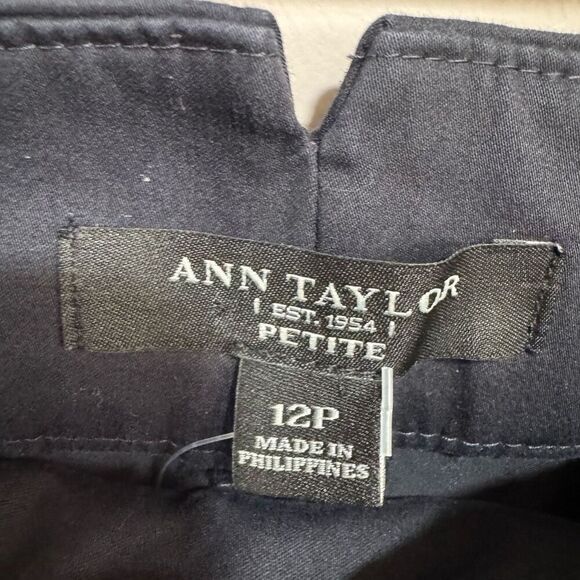 ANN TAYLOR
EST. 1954
PETITE
12P
MADE IN
PHILIPPINES